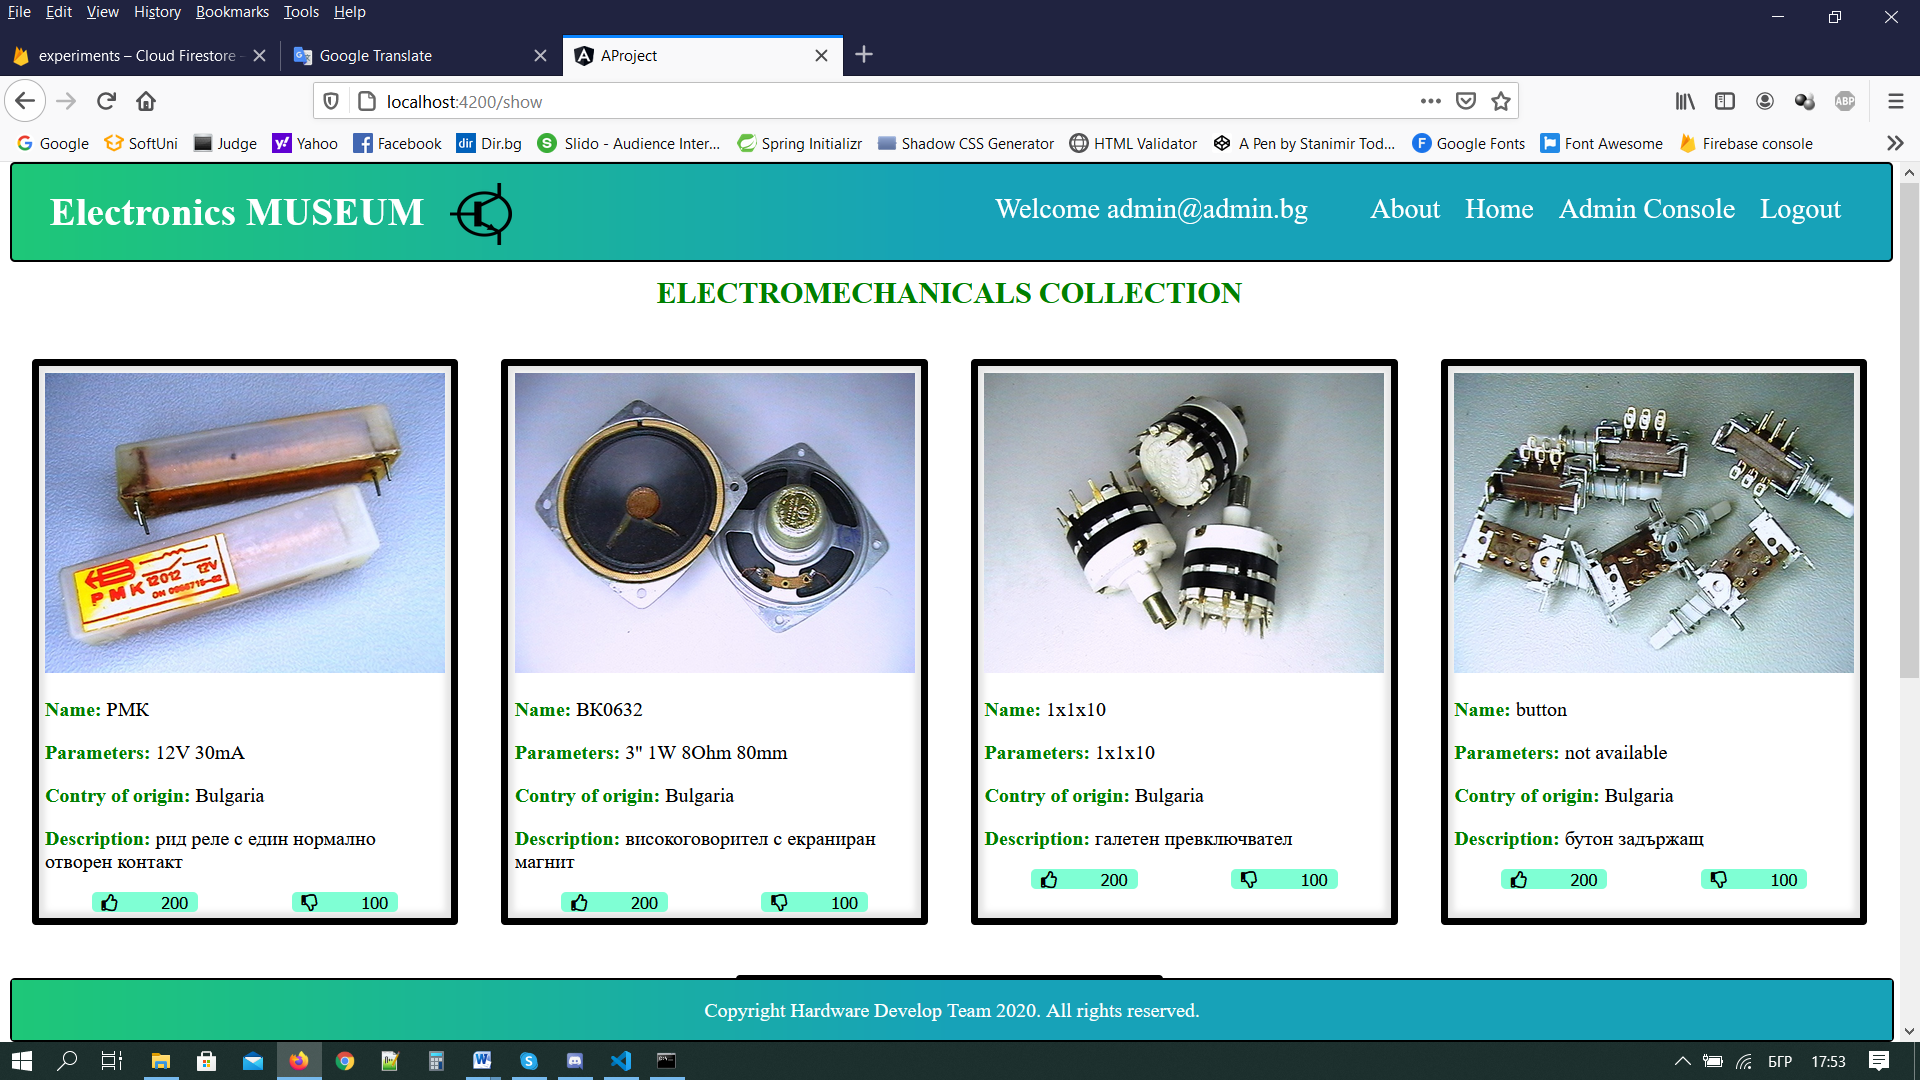 File Edit View History Bookmarks Tools Help
experiments – Cloud Firestore -
Google Translate
AProject
localhost:4200/show
ABP
Google SoftUni Judge Yahoo Facebook Dir.bg Slido - Audience Inter... Spring Initializr Shadow CSS Generator HTML Validator A Pen by Stanimir Tod... Google Fonts Font Awesome Firebase console
Electronics MUSEUM
Welcome admin@admin.bg About Home Admin Console Logout
ELECTROMECHANICALS COLLECTION
12012 12V
РМК
Name: РМК
Parameters: 12V 30mA
Contry of origin: Bulgaria
Description: рид реле с един нормално
отворен контакт
200 100
Name: ВК0632
Parameters: 3" 1W 8Ohm 80mm
Contry of origin: Bulgaria
Description: високоговорител с екраниран
магнит
200 100
Name: 1x1x10
Parameters: 1x1x10
Contry of origin: Bulgaria
Description: галетен превключвател
200 100
Name: button
Parameters: not available
Contry of origin: Bulgaria
Description: бутон задържащ
200 100
Copyright Hardware Develop Team 2020. All rights reserved.
БГР 17:53